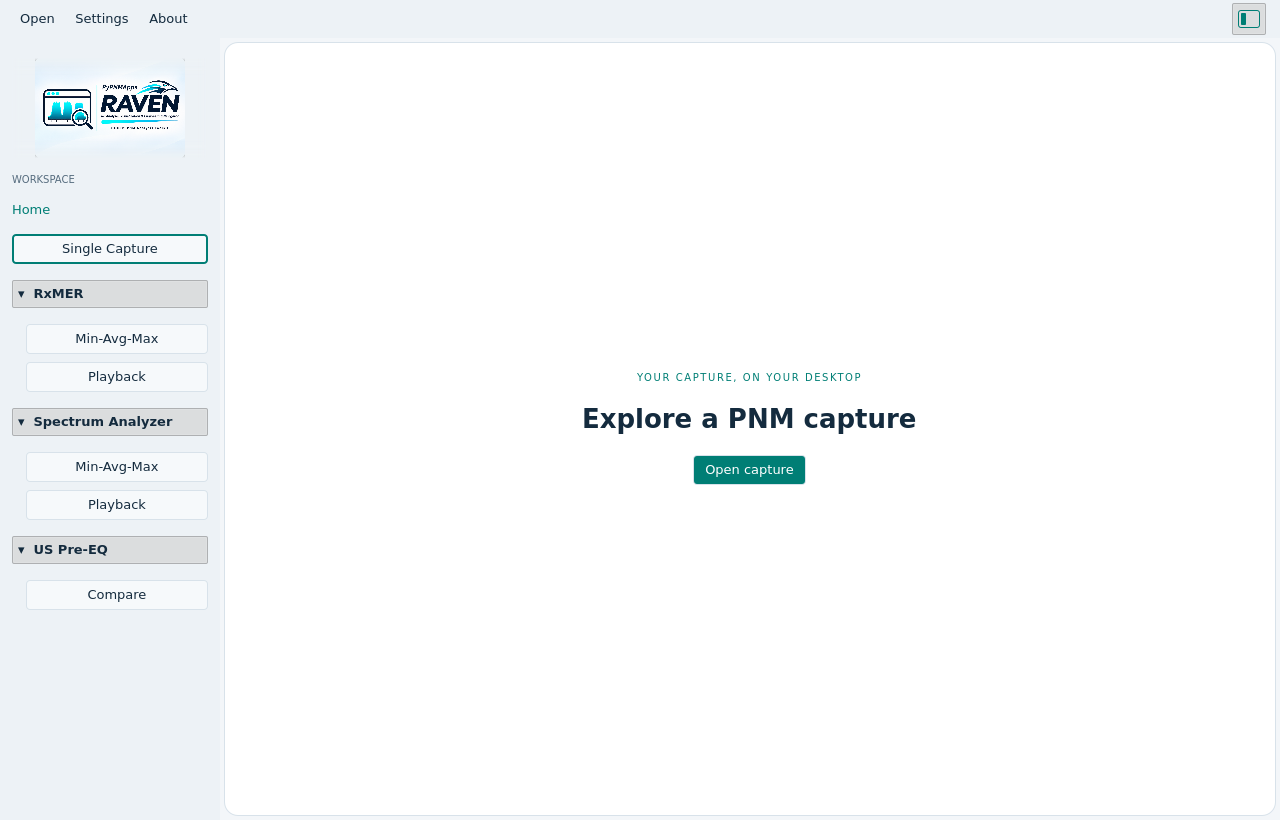 Open Settings About
PyPNMApps
RAVEN
WORKSPACE
Home
Single Capture
▾ RxMER
Min-Avg-Max
Playback
▾ Spectrum Analyzer
Min-Avg-Max
Playback
▾ US Pre-EQ
Compare
YOUR CAPTURE, ON YOUR DESKTOP
Explore a PNM capture
Open capture